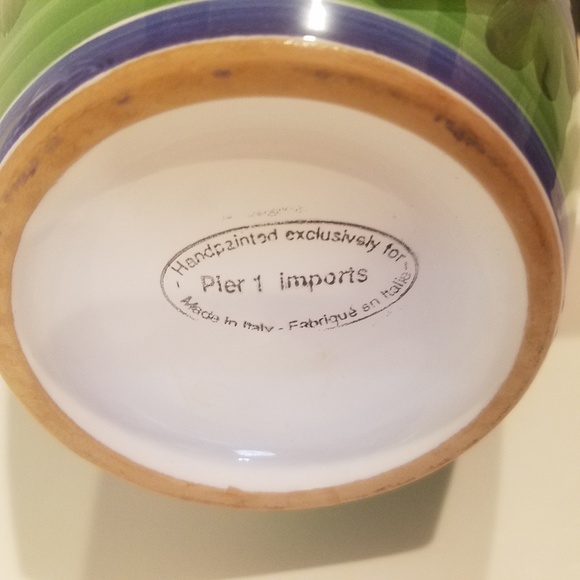 - Handpainted exclusively for -
Pier 1 imports
Made in Italy - Fabriqué en Italie